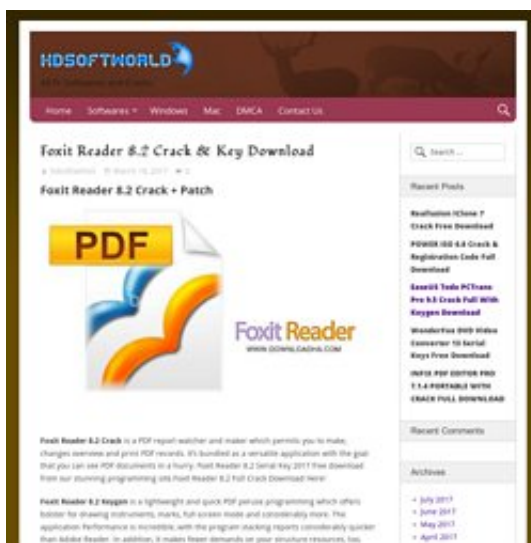 HDSOFTWORLD
Home Softwares Windows Mac DMCA Contact Us
Foxit Reader 8.2 Crack & Key Download
March 2017
Foxit Reader 8.2 Crack + Patch
PDF
Foxit Reader
WWW.DOWNLOADHA.COM
Foxit Reader 8.2 Crack is a PDF report watcher and maker which permits you to make,
changes overview and print PDF records. It's bundled as a versatile application with the goal
that you can see PDF documents in a hurry. Foxit Reader 8.2 Serial Key 2017 Free download
from our stunning programming site Foxit Reader 8.2 Full Crack Download Here!
Foxit Reader 8.2 Keygen is a lightweight and quick PDF peruse programming which offers
bolster for drawing instruments, marks, full-screen mode and considerably more. The
application Performance is incredible, with the program stacking reports considerably quicker
than Adobe Reader. In addition, it makes fewer demands on your structure resources, too.
Search ...
Recent Posts
Reallusion iClone 7
Crack Free Download
POWER ISO 6.8 Crack &
Registration Code Full
Download
EaseUS Todo PCTrans
Pro 9.5 Crack Full With
Keygen Download
Wondertox DVD Video
Converter 13 Serial
Keys Free Download
INFIX PDF EDITOR PRO
7.1.4 PORTABLE WITH
CRACK FULL DOWNLOAD
Recent Comments
Archives
July 2017
June 2017
May 2017
April 2017